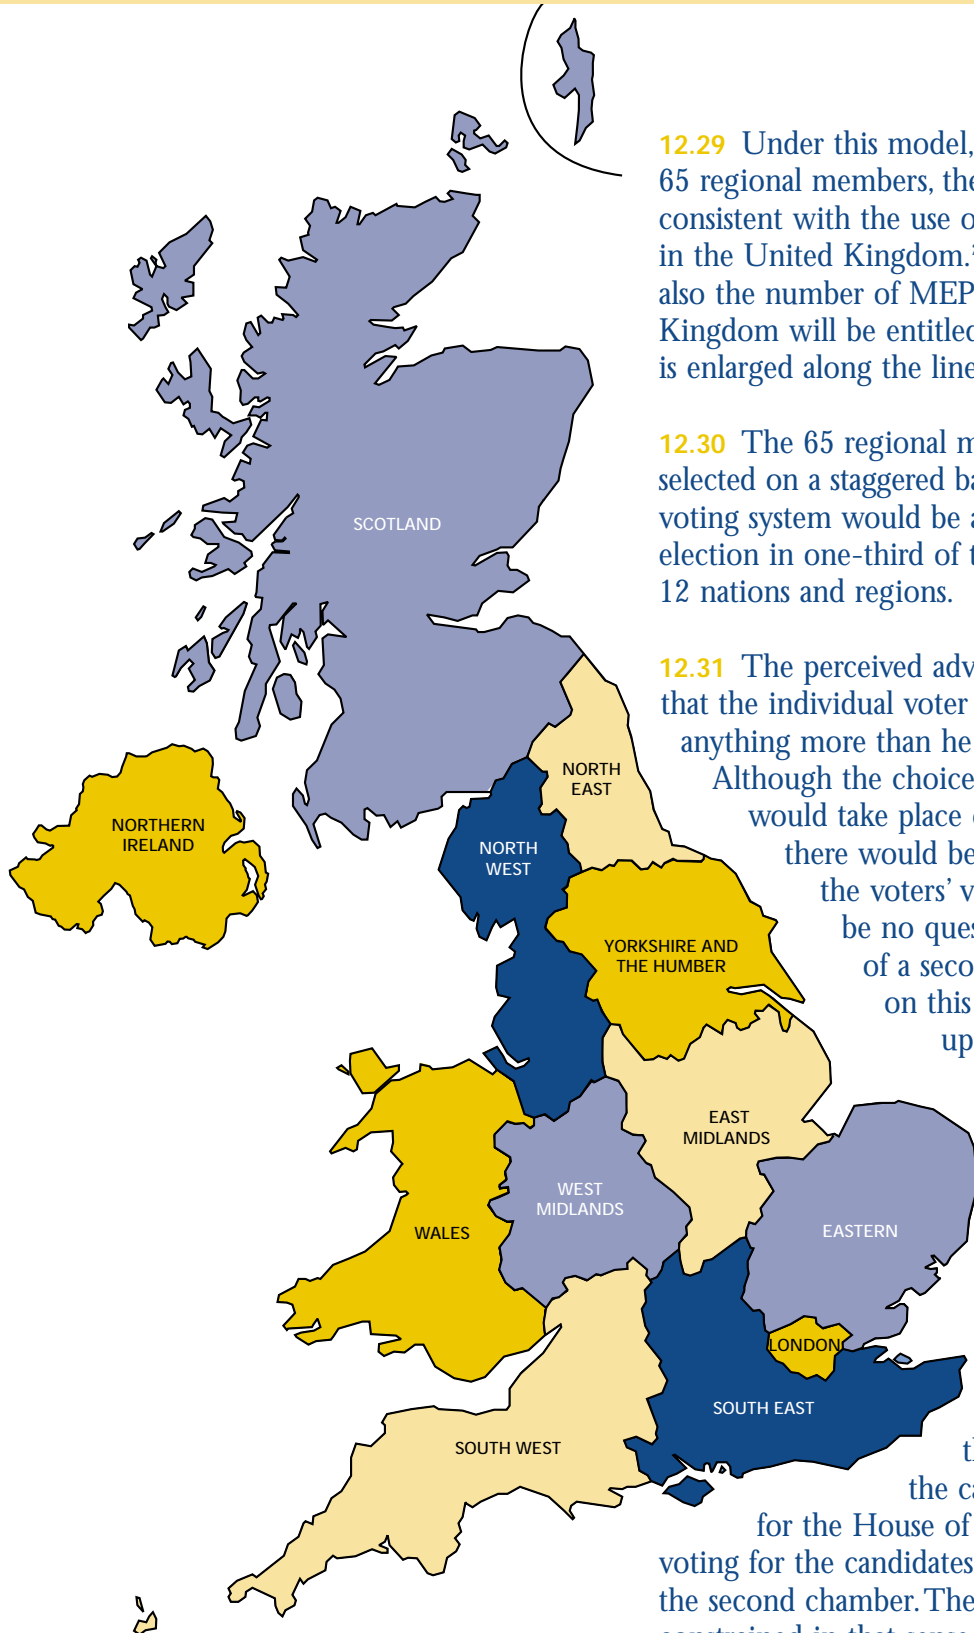 12.29 Under this model,
65 regional members, the
consistent with the use o
in the United Kingdom.
also the number of MEP
Kingdom will be entitled
is enlarged along the line
12.30 The 65 regional m
selected on a staggered ba
voting system would be a
election in one-third of t
12 nations and regions.
12.31 The perceived adv
that the individual voter
anything more than he
Although the choice
would take place
there would be
the voters' v
be no ques
of a seco
on this
up
th
the ca
for the House of
voting for the candidates
the second chamber. The
SCOTLAND
NORTHERN
IRELAND
NORTH
EAST
NORTH
WEST
YORKSHIRE AND
THE HUMBER
EAST
MIDLANDS
WEST
MIDLANDS
WALES
EASTERN
LONDON
SOUTH EAST
SOUTH WEST